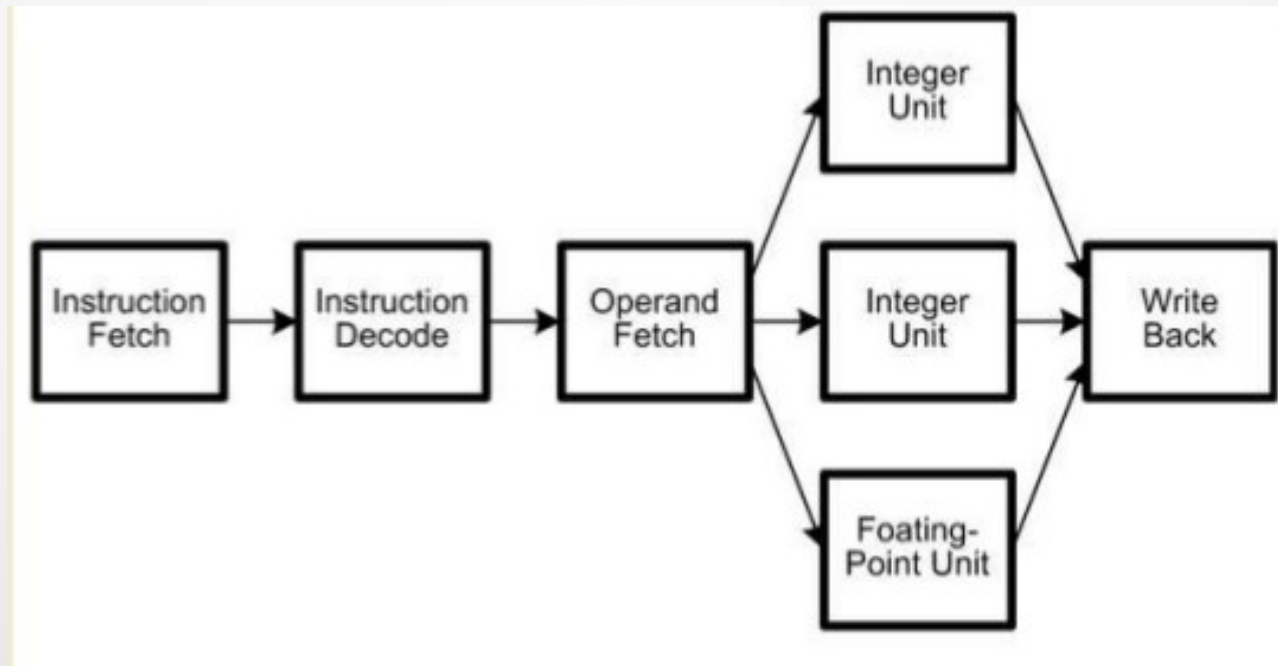 Integer
Unit
Instruction
Fetch
Instruction
Decode
Operand
Fetch
Integer
Unit
Write
Back
Foating-
Point Unit